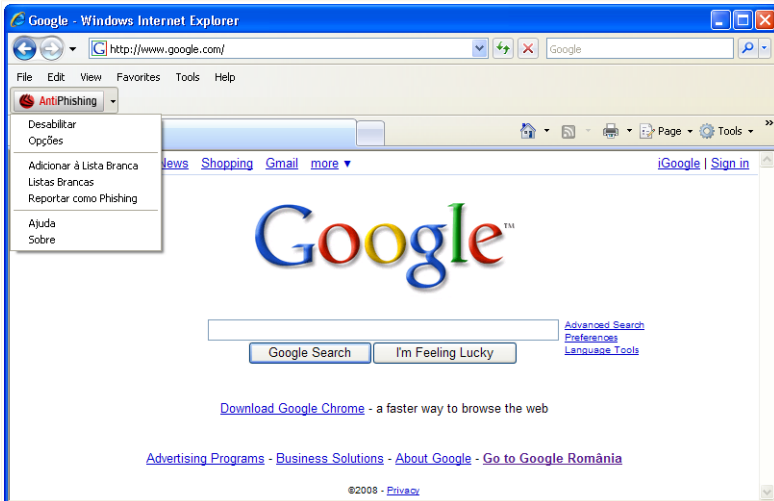 Google - Windows Internet Explorer
http://www.google.com/
Google
File Edit View Favorites Tools Help
AntiPhishing
Desabilitar
Opções
Adicionar à Lista Branca
Listas Brancas
Reportar como Phishing
Ajuda
Sobre
Page Tools »
News Shopping Gmail more ▼
iGoogle | Sign in
Google™
Advanced Search
Preferences
Language Tools
Google Search I'm Feeling Lucky
Download Google Chrome - a faster way to browse the web
Advertising Programs - Business Solutions - About Google - Go to Google România
©2008 - Privacy